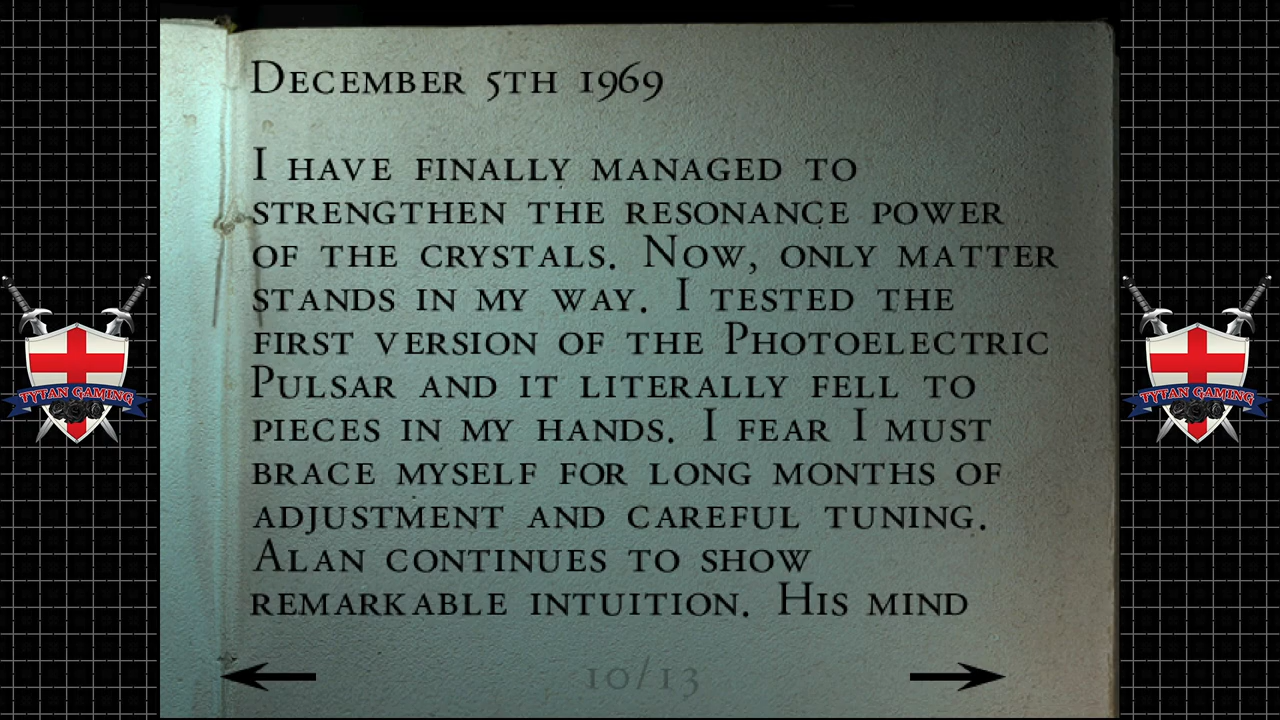 December 5th 1969
I have finally managed to
strengthen the resonance power
of the crystals. Now, only matter
stands in my way. I tested the
first version of the Photoelectric
Pulsar and it literally fell to
pieces in my hands. I fear I must
brace myself for long months of
adjustment and careful tuning.
Alan continues to show
remarkable intuition. His mind
10/13
TYTAN GAMING
TYTAN GAMING